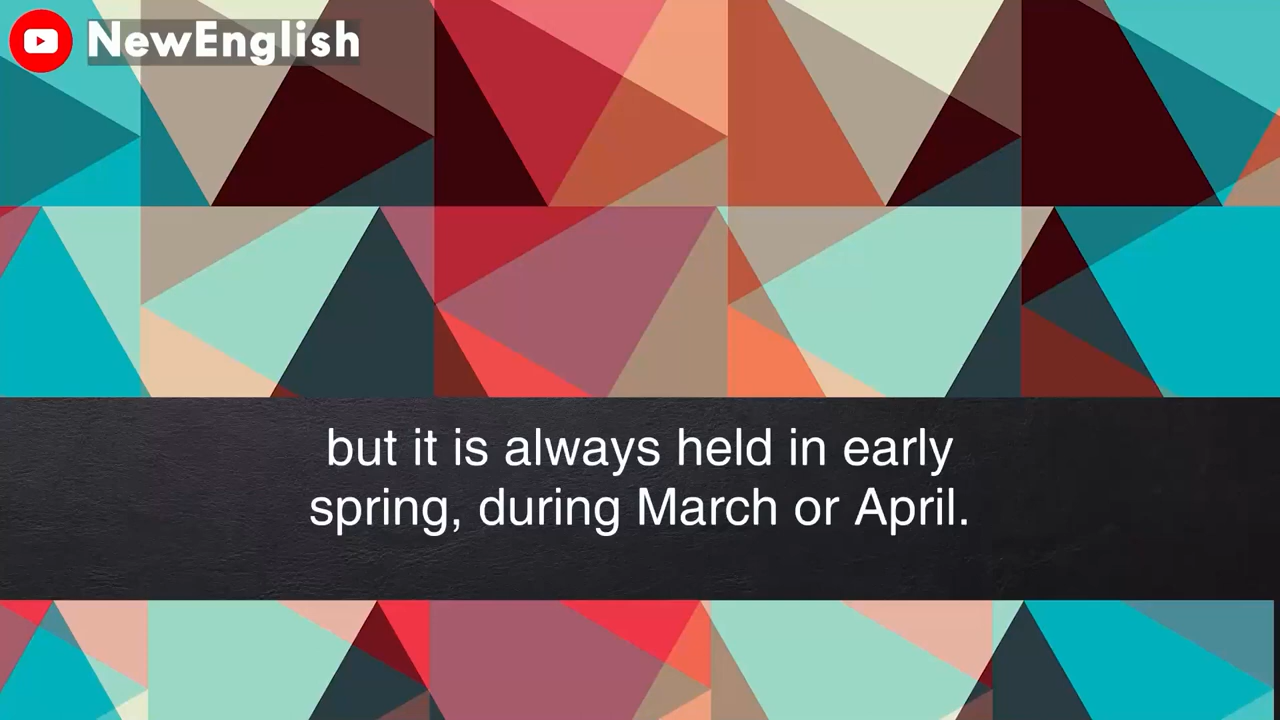 NewEnglish
but it is always held in early
spring, during March or April.